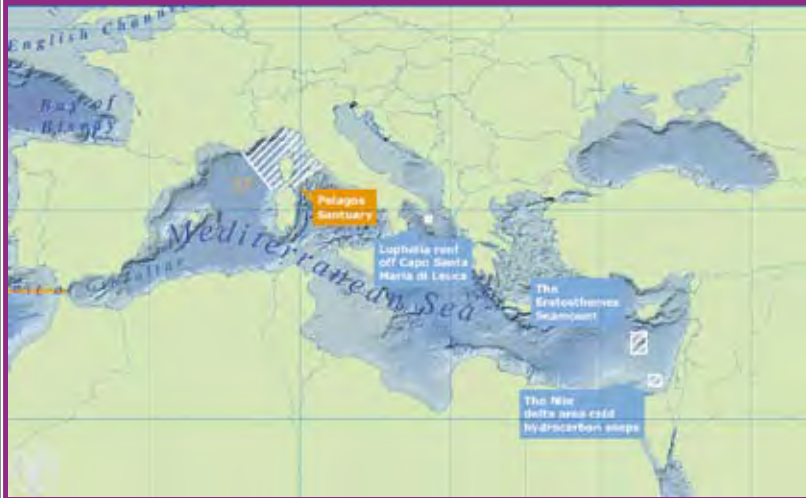 English Channel
Bay of
Biscay
Pelagos
Santuary
Mediterranean Sea
Lophelia reef
off Capo Santa
Maria di Leuca
The
Eratosthemes
Seamount
The Nile
delta area cold
hydrocarbon seeps